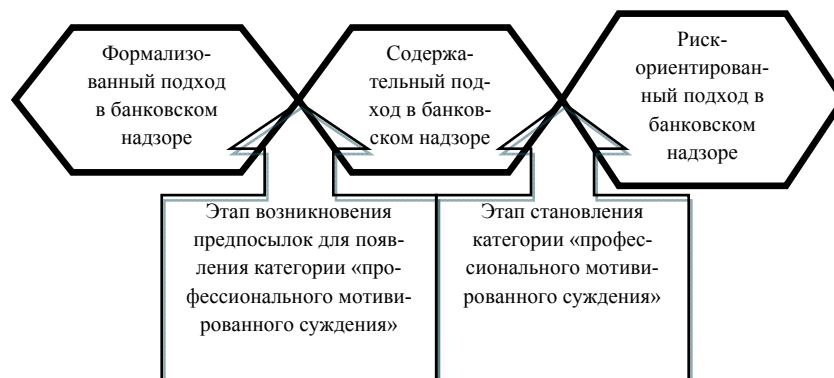 Формализо-
ванный подход
в банковском
надзоре
Содержа-
тельный под-
ход в банков-
ском надзоре
Риск-
ориентирован-
ный подход в
банковском
надзоре
Этап возникновения
предпосылок для появ-
ления категории «про-
фессионального мотиви-
рованного суждения»
Этап становления
категории «профес-
сионального мотиви-
рованного суждения»